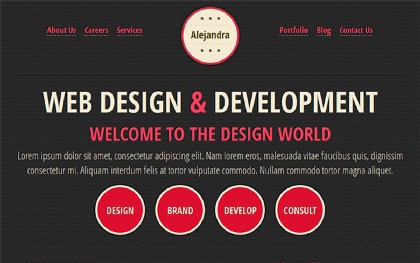 About Us Careers Services Alejandra Portfolio Blog Contact Us
WEB DESIGN & DEVELOPMENT
WELCOME TO THE DESIGN WORLD
Lorem ipsum dolor sit amet, consectetur adipiscing elit. Nam lorem eros, malesuada vitae faucibus quis, dignissim
consectetur mi. Aliquam interdum felis at tortor vulputate commodo. Nullam commodo tortor magna aliquet.
DESIGN BRAND DEVELOP CONSULT